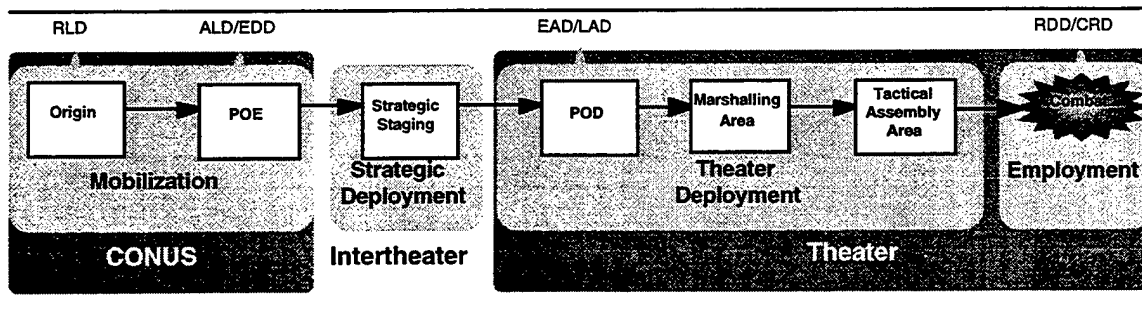 RLD
ALD/EDD
EAD/LAD
RDD/CRD
Origin
POE
Strategic
Staging
POD
Marshalling
Area
Tactical
Assembly
Area
Combat
Mobilization
Strategic
Deployment
Theater
Deployment
Employment
CONUS
Intertheater
Theater